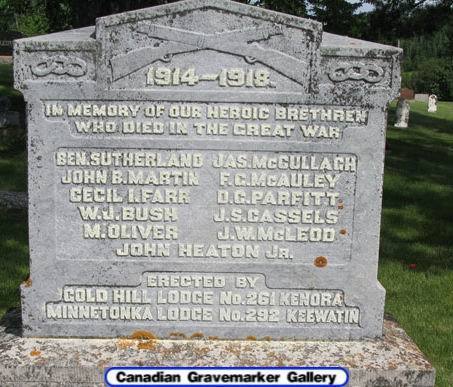 1914-1918.
IN MEMORY OF OUR HEROIC BRETHREN
WHO DIED IN THE GREAT WAR
BEN. SUTHERLAND JAS. McCULLAGH
JOHN B. MARTIN F.G. McAULEY
CECIL I. FARR D.G. PARFITT
W.J. BUSH J.S. CASSELS
M. OLIVER J.W. McLEOD
JOHN HEATON JR.
ERECTED BY
GOLD HILL LODGE No. 261 KENORA
MINNETONKA LODGE No. 292 KEEWATIN
Canadian Gravemarker Gallery